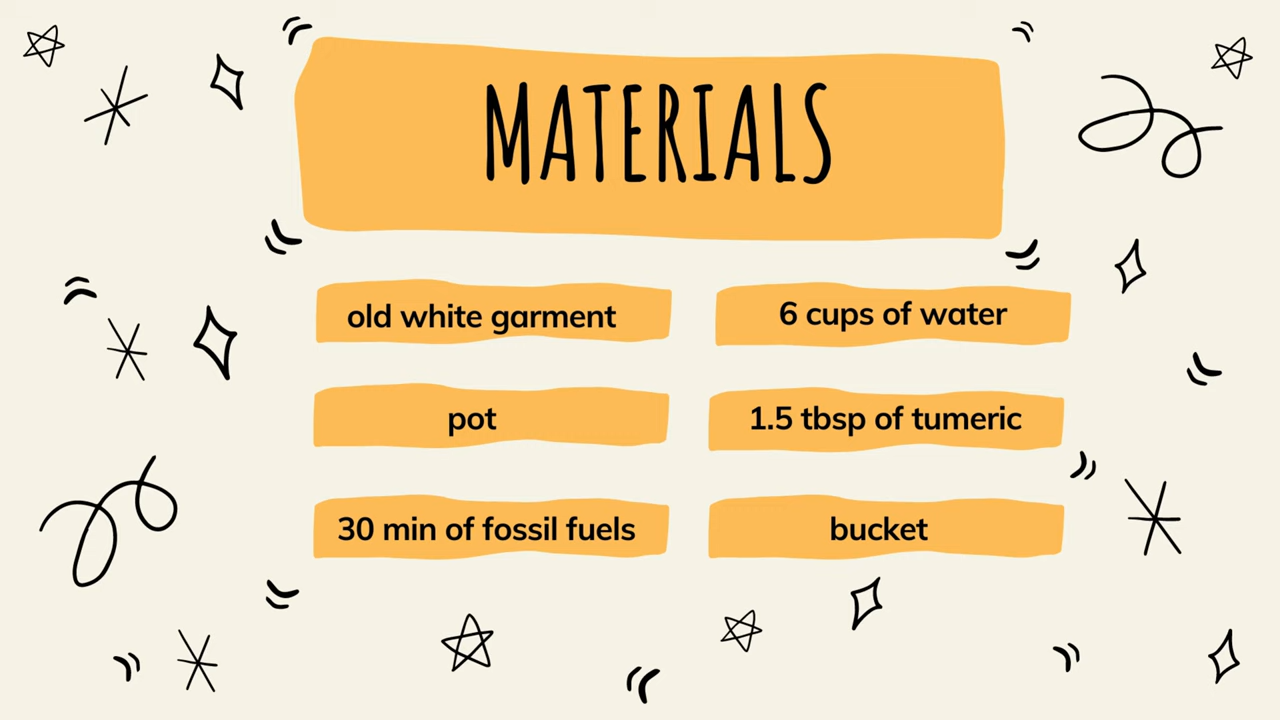 MATERIALS
old white garment
6 cups of water
pot
1.5 tbsp of tumeric
30 min of fossil fuels
bucket